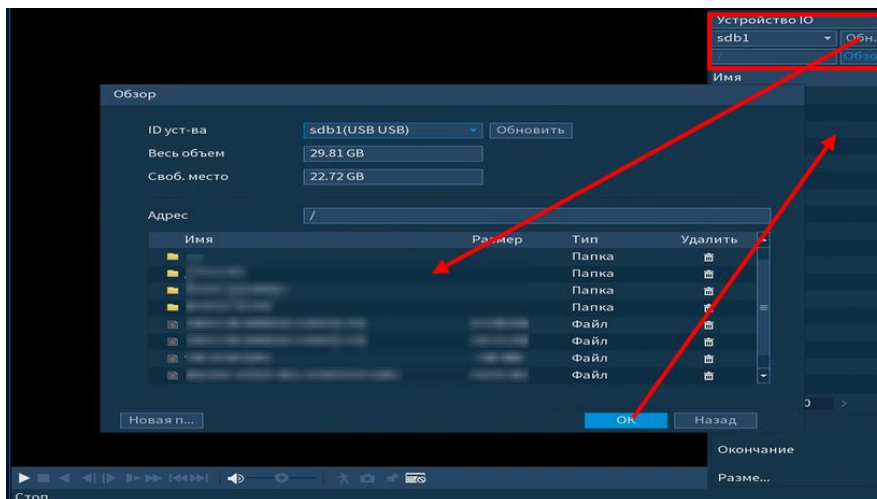 Устройство IO
sdb1 Обн.
/ Обзо
Имя
Обзор
ID уст-ва sdb1(USB USB) Обновить
Весь объем 29.81 GB
Своб. место 22.72 GB
Адрес /
Имя Размер Тип Удалить
Папка
Папка
Папка
Папка
Файл
Файл
Файл
Файл
0 >
Новая п... OK Назад
Окончание
Разме...
Стоп